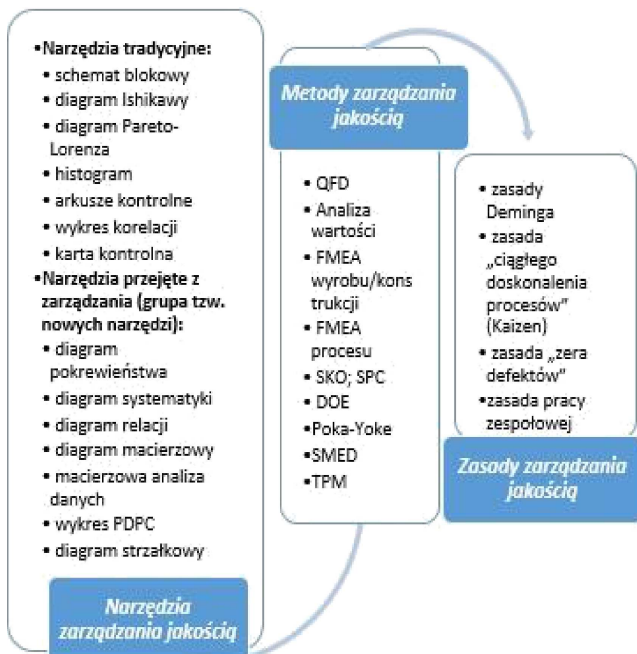 •Narzędzia tradycyjne:
• schemat blokowy
• diagram Ishikawy
• diagram Pareto-
Lorenza
• histogram
• arkusze kontrolne
• wykres korelacji
• karta kontrolna
•Narzędzia przejęte z
zarządzania (grupa tzw.
nowych narzędzi):
• diagram
pokrewieństwa
• diagram systematyki
• diagram relacji
• diagram macierzowy
• macierzowa analiza
danych
• wykres PDPC
• diagram strzałkowy
Narzędzia
zarządzania jakością
Metody zarządzania
jakością
• QFD
• Analiza
wartości
• FMEA
wyrobu/kons
trukcji
• FMEA
procesu
• SKO; SPC
• DOE
•Poka-Yoke
• SMED
• TPM
• zasady
Deminga
• zasada
„ciągłego
doskonalenia
procesów”
(Kaizen)
• zasada „zera
defektów”
•zasada pracy
zespołowej
Zasady zarządzania
jakością